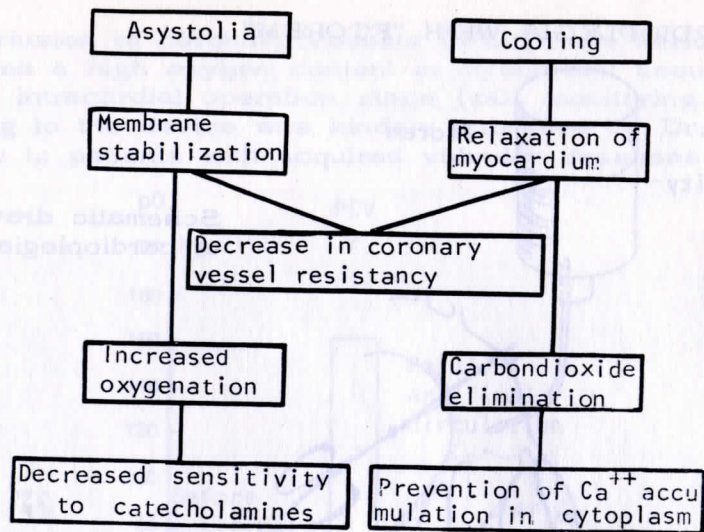 Asystolia
Cooling
Membrane
stabilization
Relaxation of
myocardium
Decrease in coronary
vessel resistancy
Increased
oxygenation
Carbondioxide
elimination
Decreased sensitivity
to catecholamines
Prevention of Ca++ accu
mulation in cytoplasm